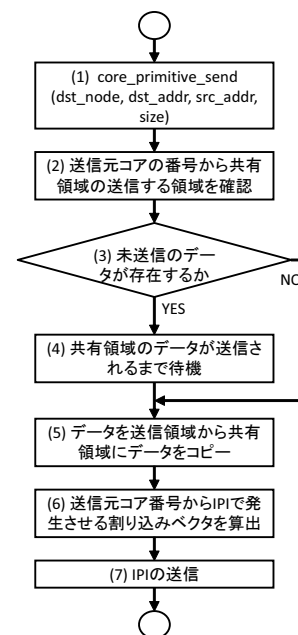 (1) core_primitive_send
(dst_node, dst_addr, src_addr,
size)
(2) 送信元コアの番号から共有
領域の送信する領域を確認
(3) 未送信のデー
タが存在するか
NO
YES
(4) 共有領域のデータが送信さ
れるまで待機
(5) データを送信領域から共有
領域にデータをコピー
(6) 送信元コア番号からIPIで発
生させる割り込みベクタを算出
(7) IPIの送信